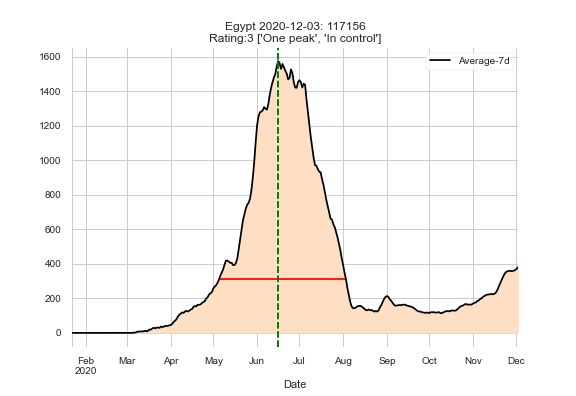 Egypt 2020-12-03: 117156
Rating:3 ['One peak', 'In control']
Average-7d
1600
1400
1200
1000
800
600
400
200
0
Feb Mar Apr May Jun Jul Aug Sep Oct Nov Dec
2020
Date